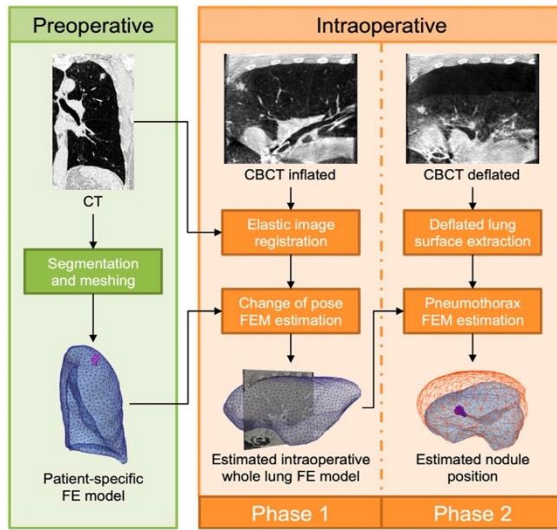 Preoperative
CT
Segmentation
and meshing
Patient-specific
FE model
Intraoperative
CBCT inflated
Elastic image
registration
Change of pose
FEM estimation
Estimated intraoperative
whole lung FE model
Phase 1
CBCT deflated
Deflated lung
surface extraction
Pneumothorax
FEM estimation
Estimated nodule
position
Phase 2